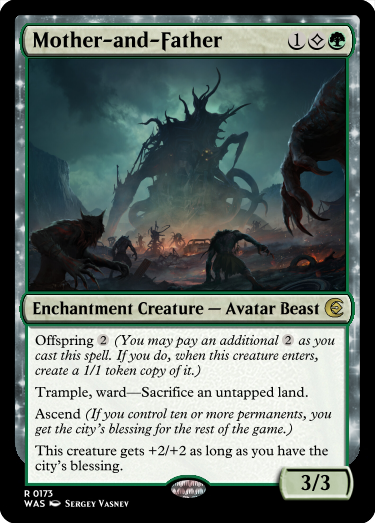 Mother-and-Father 1
Enchantment Creature — Avatar Beast
Offspring 2 (You may pay an additional 2 as you
cast this spell. If you do, when this creature enters,
create a 1/1 token copy of it.)
Trample, ward—Sacrifice an untapped land.
Ascend (If you control ten or more permanents, you
get the city's blessing for the rest of the game.)
This creature gets +2/+2 as long as you have the
city's blessing.
3/3
R 0173
WAS Sergey Vasnev